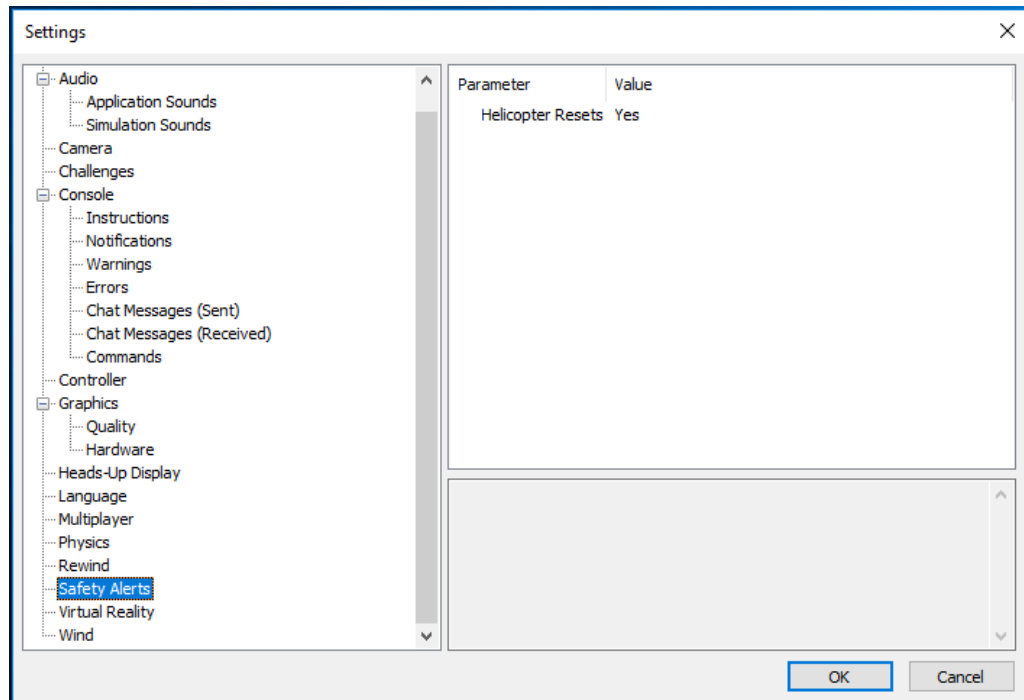 Settings
Audio
Application Sounds
Simulation Sounds
Camera
Challenges
Console
Instructions
Notifications
Warnings
Errors
Chat Messages (Sent)
Chat Messages (Received)
Commands
Controller
Graphics
Quality
Hardware
Heads-Up Display
Language
Multiplayer
Physics
Rewind
Safety Alerts
Virtual Reality
Wind
Parameter Value
Helicopter Resets Yes
OK Cancel